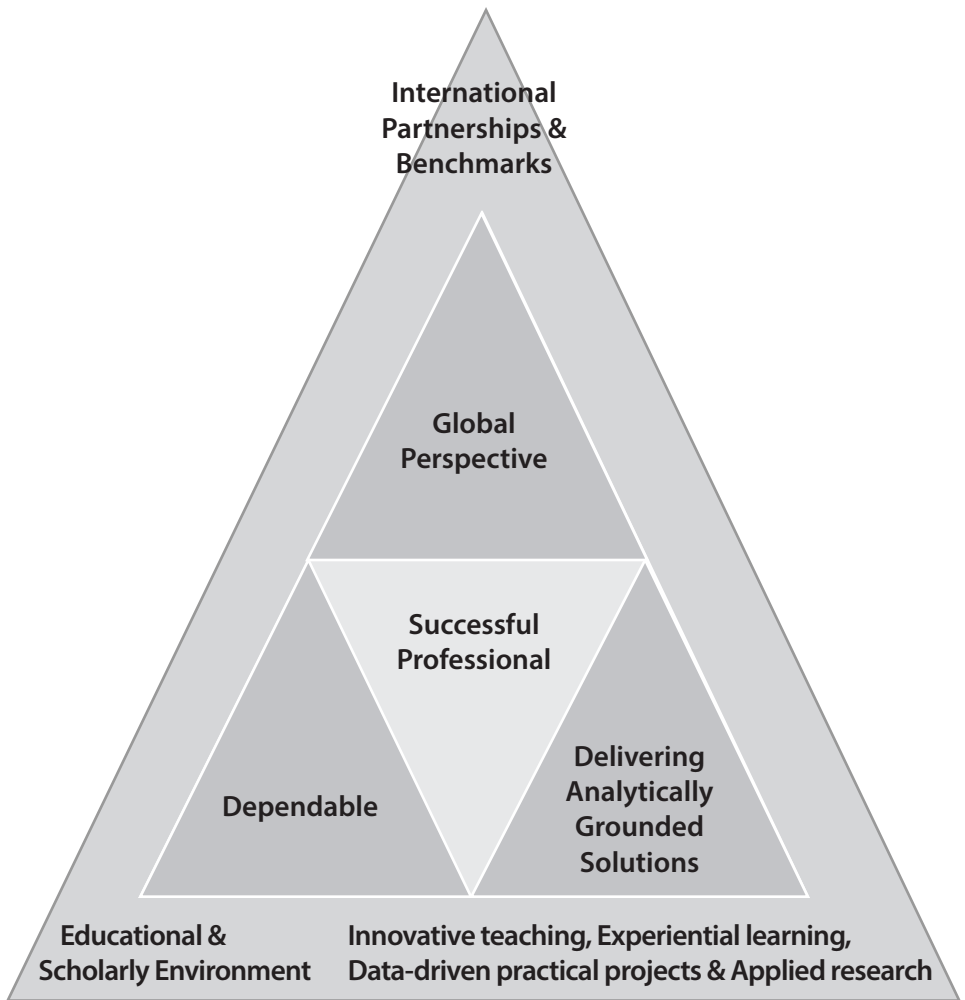 International
Partnerships &
Benchmarks
Global
Perspective
Successful
Professional
Dependable
Delivering
Analytically
Grounded
Solutions
Educational &
Scholarly Environment
Innovative teaching, Experiential learning,
Data-driven practical projects & Applied research